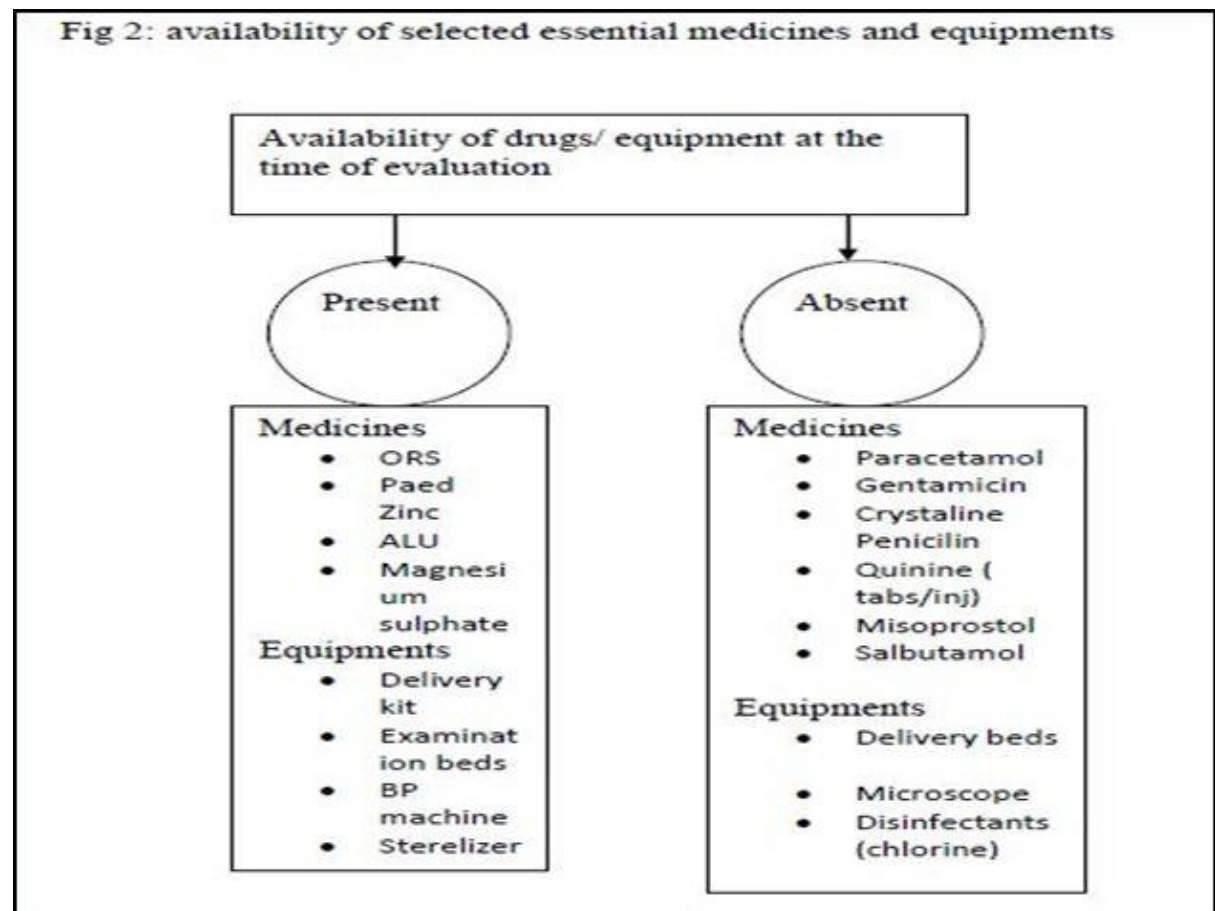 Fig 2: availability of selected essential medicines and equipments
Availability of drugs/ equipment at the
time of evaluation
Present
Absent
Medicines
• ORS
• Paed
Zinc
• ALU
• Magnesi
um
sulphate
Equipments
• Delivery
kit
• Examinat
ion beds
• BP
machine
• Sterelizer
Medicines
• Paracetamol
• Gentamicin
• Crystaline
Penicilin
• Quinine (
tabs/inj)
• Misoprostol
• Salbutamol
Equipments
• Delivery beds
• Microscope
• Disinfectants
(chlorine)